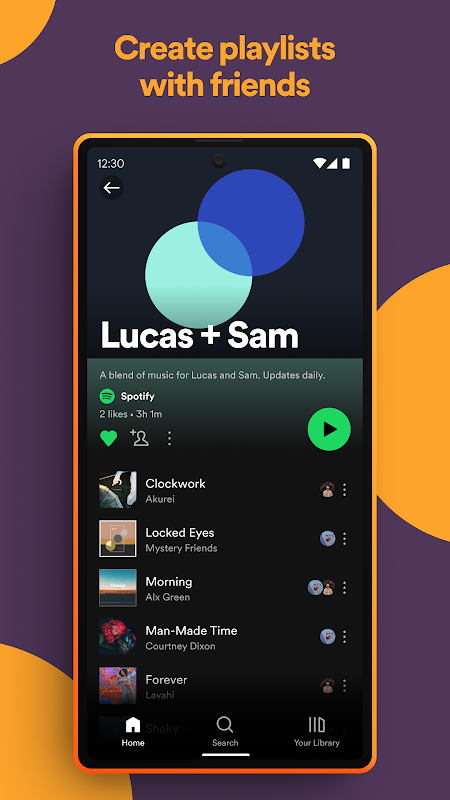 Create playlists
with friends
12:30
Lucas + Sam
A blend of music for Lucas and Sam. Updates daily.
Spotify
2 likes • 3h 1m
Clockwork
Akurei
Locked Eyes
Mystery Friends
Morning
Alx Green
Man-Made Time
Courtney Dixon
Forever
Lavahi
Shaky
Home
Search
Your Library